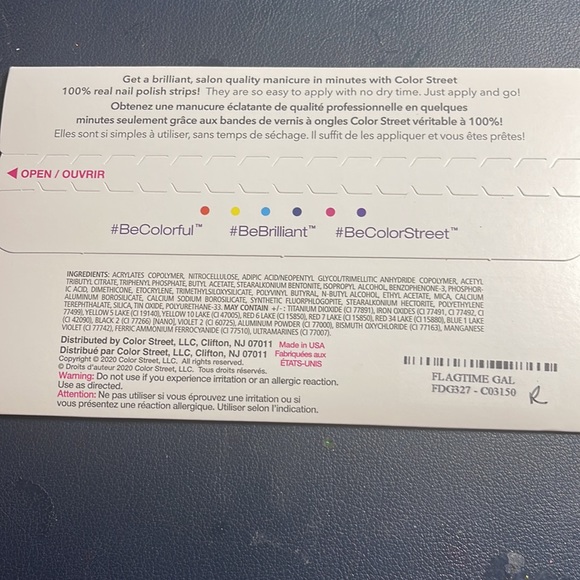 Get a brilliant, salon quality manicure in minutes with Color Street
100% real nail polish strips! They are so easy to apply with no dry time. Just apply and go!
Obtenez une manucure éclatante de qualité professionnelle en quelques
minutes seulement grâce aux bandes de vernis à ongles Color Street véritable à 100%!
Elles sont si simples à utiliser, sans temps de séchage. Il suffit de les appliquer et vous êtes prêtes!
OPEN / OUVRIR
#BeColorful™ #BeBrilliant™ #BeColorStreet™
INGREDIENTS: ACRYLATES COPOLYMER, NITROCELLULOSE, ADIPIC ACID/NEOPENTYL GLYCOL/TRIMELLITIC ANHYDRIDE COPOLYMER, ACETYL
TRIBUTYL CITRATE, TRIPHENYL PHOSPHATE, BUTYL ACETATE, STEARALKONIUM BENTONITE, ISOPROPYL ALCOHOL, BENZOPHENONE-3, PHOSPHOR-
IC ACID, DIMETHICONE, ETOCRYLENE, TRIMETHYLSILOXYSILICATE, POLYVINYL BUTYRAL, N-BUTYL ALCOHOL, ETHYL ACETATE, MICA, CALCIUM
ALUMINUM BOROSILICATE, CALCIUM SODIUM BOROSILICATE, SYNTHETIC FLUORPHLOGOPITE, STEARALKONIUM HECTORITE, POLYETHYLENE
TEREPHTHALATE, SILICA, TIN OXIDE, POLYURETHANE-33. MAY CONTAIN +/- : TITANIUM DIOXIDE (CI 77891), IRON OXIDES (CI 77491, CI 77492, CI
77499), YELLOW 5 LAKE (CI 19140), YELLOW 10 LAKE (CI 47005), RED 6 LAKE (CI 15850), RED 7 LAKE (CI 15850), RED 34 LAKE (CI 15880), BLUE 1 LAKE
(CI 42090), BLACK 2 (CI 77266) [NANO], VIOLET 2 (CI 60725), ALUMINUM POWDER (CI 77000), BISMUTH OXYCHLORIDE (CI 77163), MANGANESE
VIOLET (CI 77742), FERRIC AMMONIUM FERROCYANIDE (CI 77510), ULTRAMARINES (CI 77007).
Distributed by Color Street, LLC, Clifton, NJ 07011 Made in USA
Distribué par Color Street, LLC, Clifton, NJ 07011 Fabriquées aux
Copyright © 2020 Color Street, LLC. All rights reserved. ÉTATS-UNIS
© Droits d'auteur 2020 Color Street, LLC. Tous droits réservés.
Warning: Do not use if you experience irritation or an allergic reaction.
Use as directed.
Attention: Ne pas utiliser si vous éprouvez une irritation ou si
vous présentez une réaction allergique. Utiliser selon l'indication.
FLAGTIME GAL
FDG327 - C03150 R